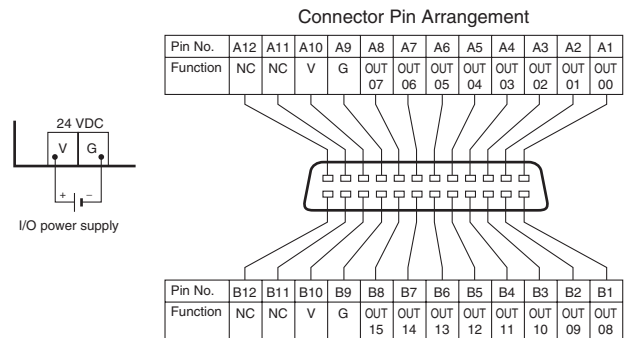 Connector Pin Arrangement
Pin No. A12 A11 A10 A9 A8 A7 A6 A5 A4 A3 A2 A1
Function NC NC V G OUT OUT OUT OUT OUT OUT OUT OUT
07 06 05 04 03 02 01 00
24 VDC
V G
+ −
I/O power supply
Pin No. B12 B11 B10 B9 B8 B7 B6 B5 B4 B3 B2 B1
Function NC NC V G OUT OUT OUT OUT OUT OUT OUT OUT
15 14 13 12 11 10 09 08